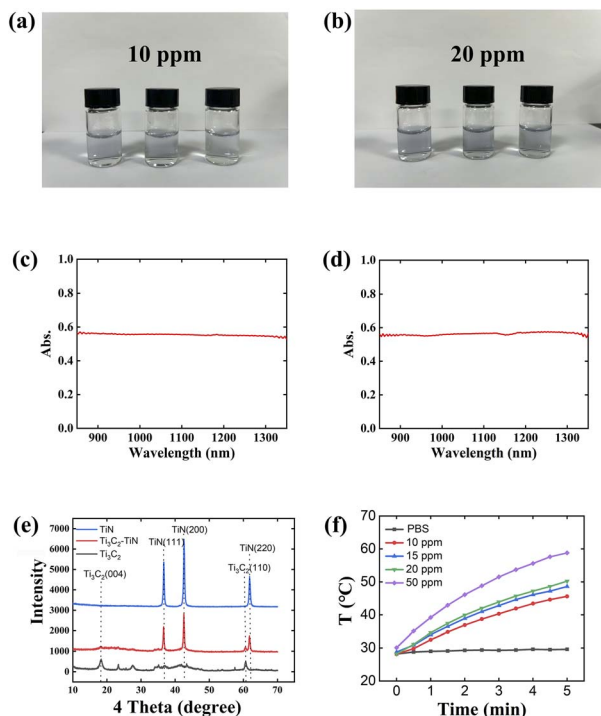 (a)
10 ppm
(b)
20 ppm
(c)
1.0
0.8
0.6
0.4
0.2
0.0
Abs.
900 1000 1100 1200 1300
Wavelength (nm)
(d)
1.0
0.8
0.6
0.4
0.2
0.0
Abs.
900 1000 1100 1200 1300
Wavelength (nm)
(e)
7000
6000
5000
4000
3000
2000
1000
0
Intensity
TiN
Ti₃C₂-TiN
Ti₃C₂
TiN(200)
TiN(111)
TiN(220)
Ti₃C₂(004)
Ti₃C₂(110)
10 20 30 40 50 60 70
4 Theta (degree)
(f)
70
60
50
40
30
20
T (°C)
PBS
10 ppm
15 ppm
20 ppm
50 ppm
0 1 2 3 4 5
Time (min)